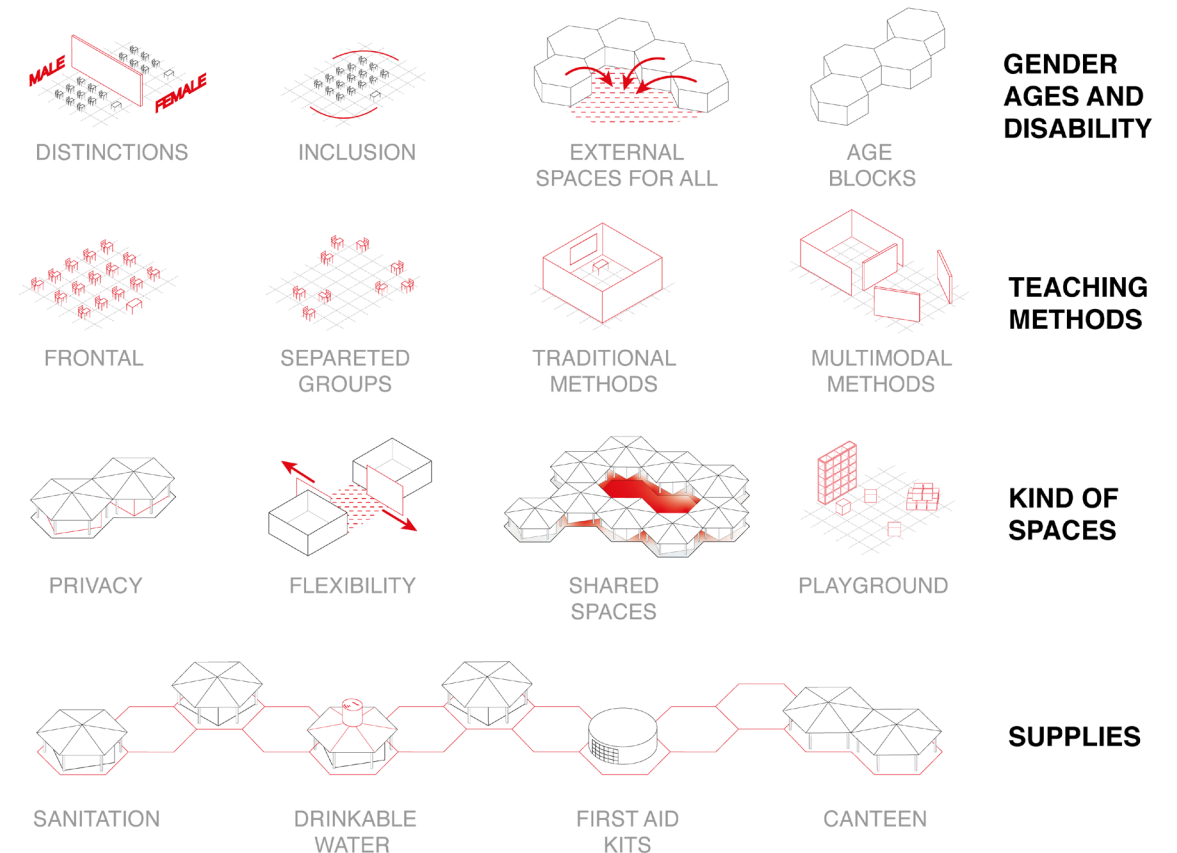 MALE
FEMALE
DISTINCTIONS
INCLUSION
EXTERNAL
SPACES FOR ALL
AGE
BLOCKS
GENDER
AGES AND
DISABILITY
FRONTAL
SEPARETED
GROUPS
TRADITIONAL
METHODS
MULTIMODAL
METHODS
TEACHING
METHODS
PRIVACY
FLEXIBILITY
SHARED
SPACES
PLAYGROUND
KIND OF
SPACES
SANITATION
DRINKABLE
WATER
FIRST AID
KITS
CANTEEN
SUPPLIES